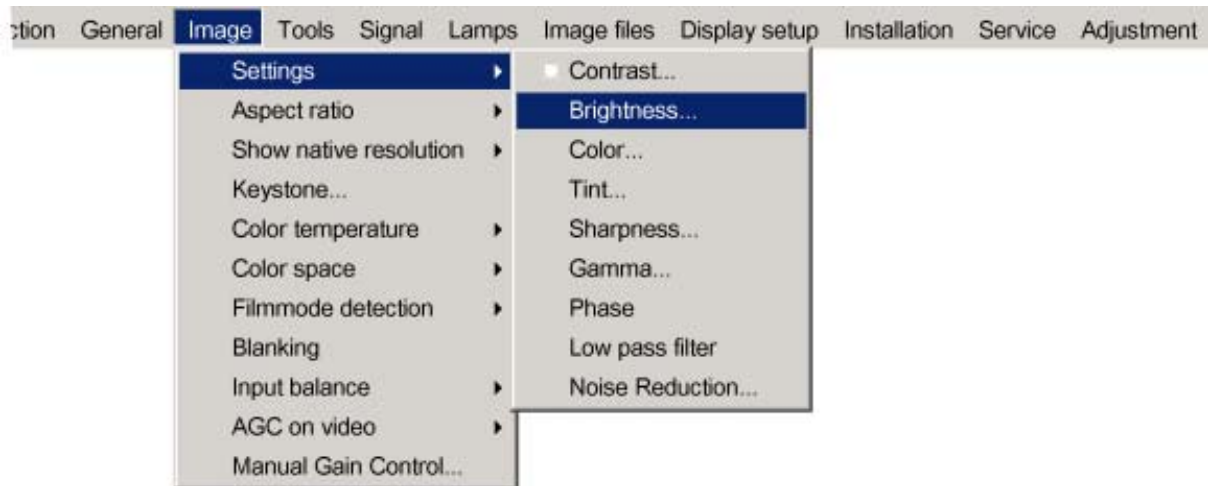 ction General Image Tools Signal Lamps Image files Display setup Installation Service Adjustment
Settings
Aspect ratio
Show native resolution
Keystone...
Color temperature
Color space
Filmmode detection
Blanking
Input balance
AGC on video
Manual Gain Control...
Contrast...
Brightness...
Color...
Tint...
Sharpness...
Gamma...
Phase
Low pass filter
Noise Reduction...